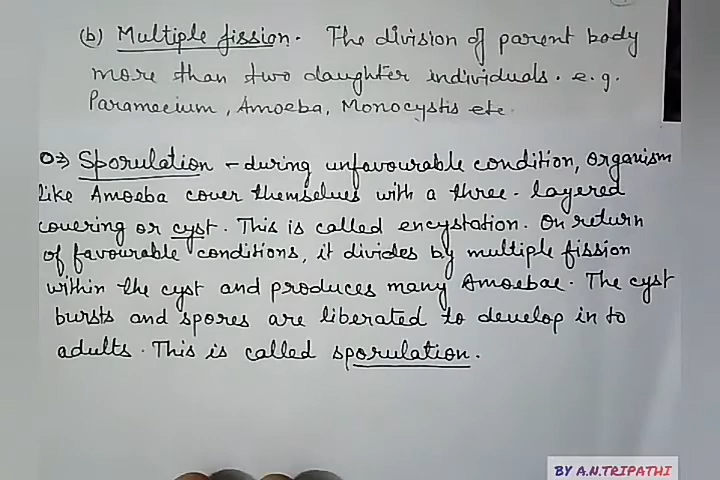 (b) Multiple fission. The division of parent body
more than two daughter individuals. e.g.
Paramecium, Amoeba, Monocystis etc.
⇒ Sporulation - during unfavourable condition, organism
like Amoeba cover themselves with a three-layered
covering or cyst. This is called encystation. On return
of favourable conditions, it divides by multiple fission
within the cyst and produces many Amoebae. The cyst
bursts and spores are liberated to develop in to
adults. This is called sporulation.
BY A.N.TRIPATHI